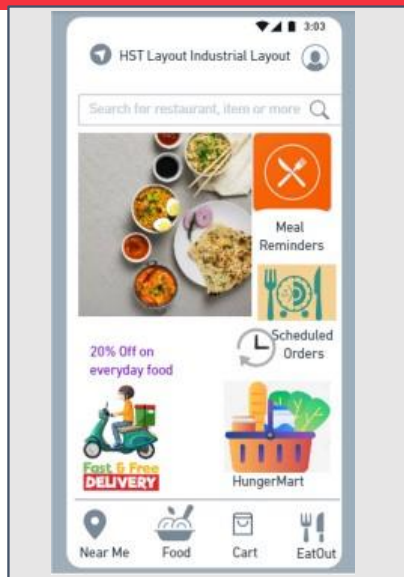 3:03
HST Layout Industrial Layout
Search for restaurant, item or more
Meal
Reminders
Scheduled
Orders
20% Off on
everyday food
Fast & Free
DELIVERY
HungerMart
Near Me
Food
Cart
EatOut